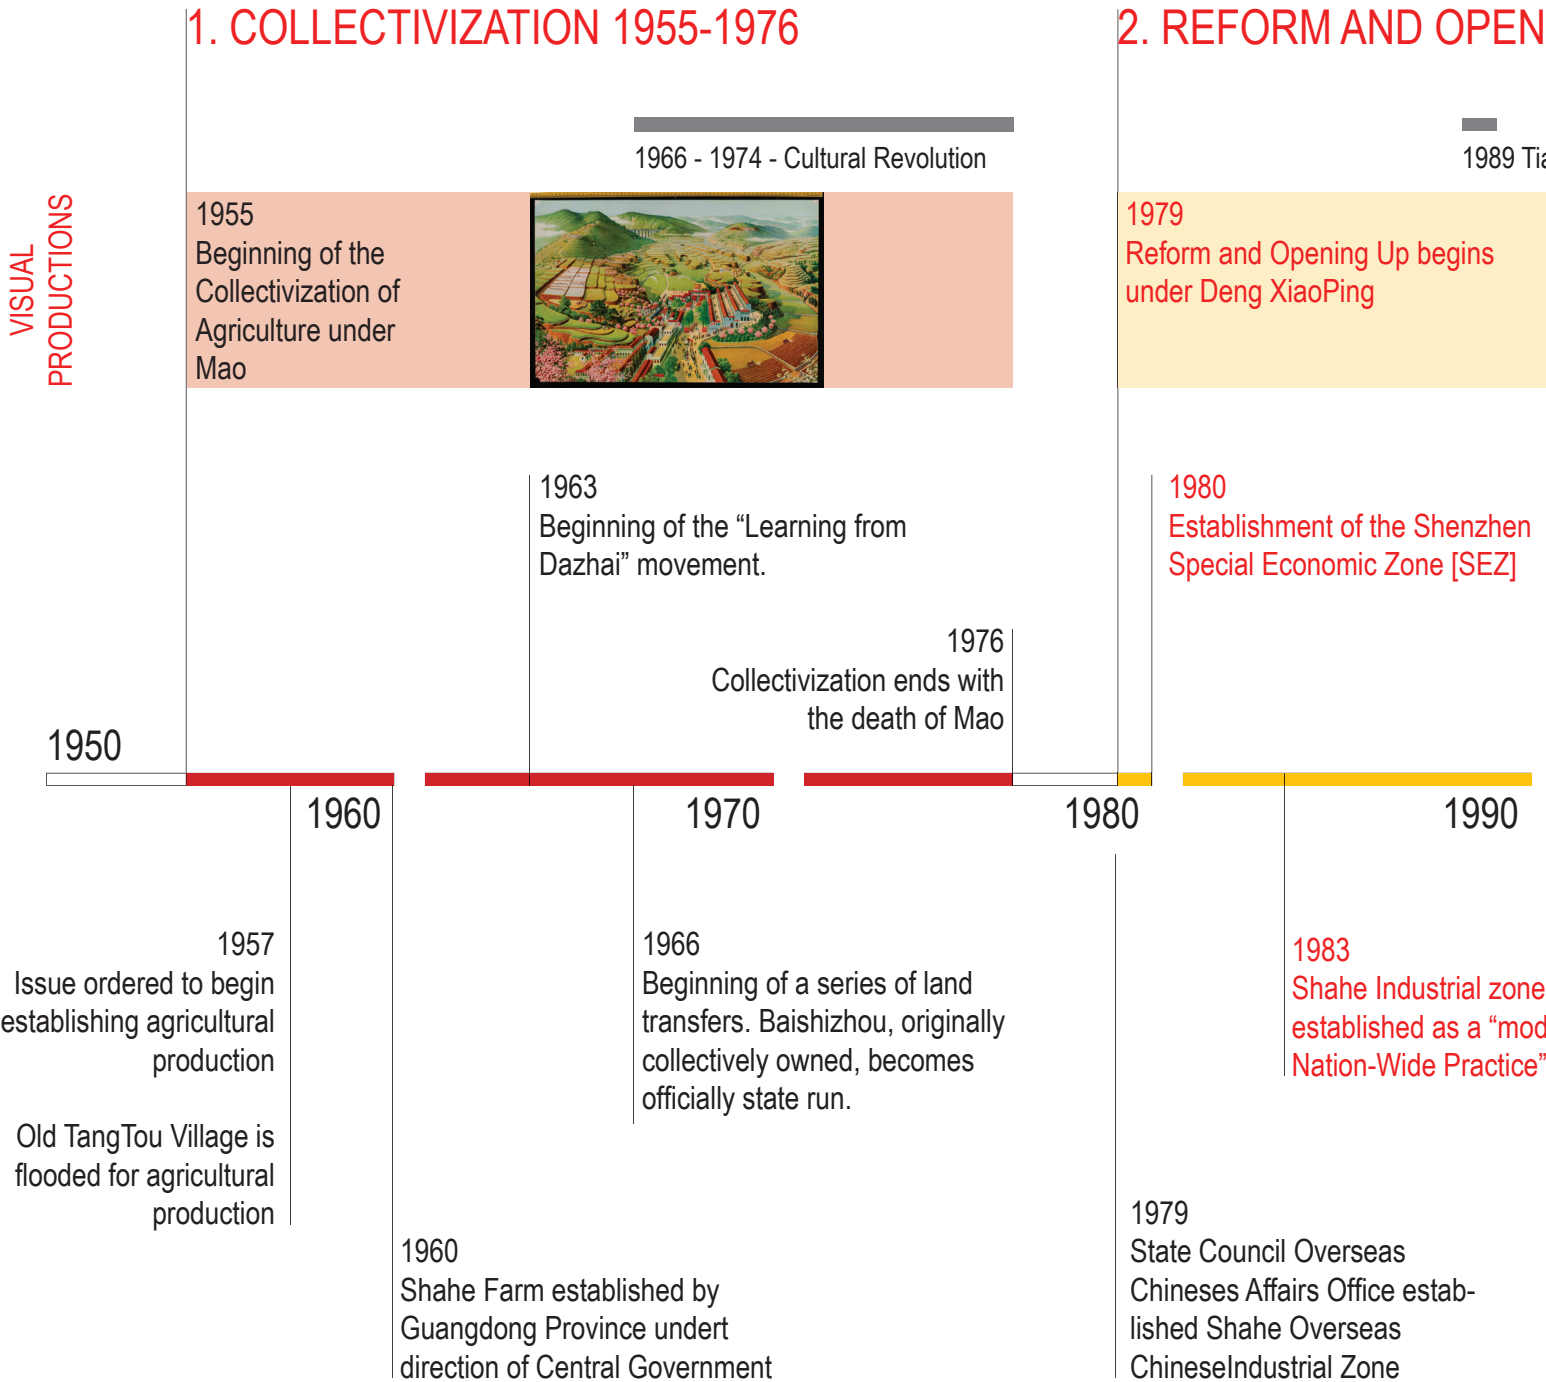 1. COLLECTIVIZATION 1955-1976
2. REFORM AND OPEN
1966 - 1974 - Cultural Revolution
1989 Tia
VISUAL
PRODUCTIONS
1955
Beginning of the
Collectivization of
Agriculture under
Mao
1979
Reform and Opening Up begins
under Deng XiaoPing
1963
Beginning of the “Learning from
Dazhai” movement.
1980
Establishment of the Shenzhen
Special Economic Zone [SEZ]
1976
Collectivization ends with
the death of Mao
1950
1960
1970
1980
1990
1957
Issue ordered to begin
establishing agricultural
production
Old TangTou Village is
flooded for agricultural
production
1966
Beginning of a series of land
transfers. Baishizhou, originally
collectively owned, becomes
officially state run.
1983
Shahe Industrial zone
established as a “mod
Nation-Wide Practice”
1960
Shahe Farm established by
Guangdong Province undert
direction of Central Government
1979
State Council Overseas
Chineses Affairs Office estab-
lished Shahe Overseas
ChineseIndustrial Zone